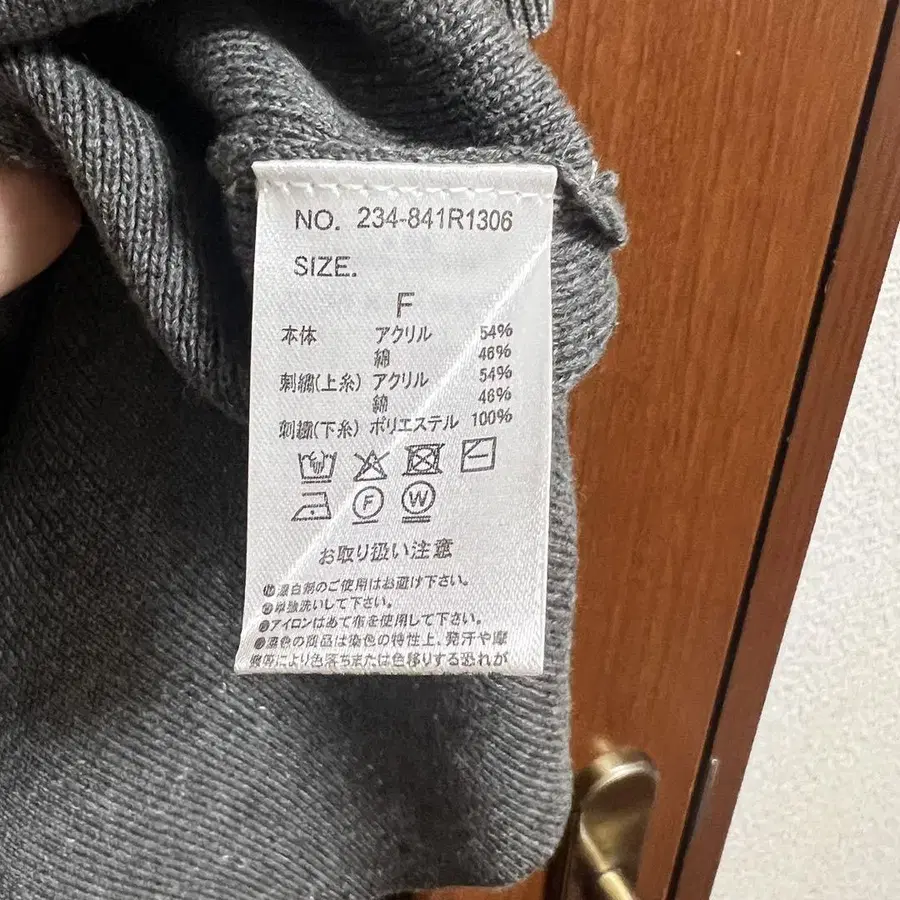 NO. 234-841R1306
SIZE.
F
本体 アクリル 54%
綿 46%
刺繍(上糸) アクリル 54%
綿 46%
刺繍(下糸) ポリエステル 100%
F W
お取り扱い注意
漂白剤のご使用はお避け下さい。
単独洗いして下さい。
アイロンはあて布を使用して下さい。
濃色の商品は染色の特性上、発汗や摩
擦等により色落ちまたは色移りする恐れが